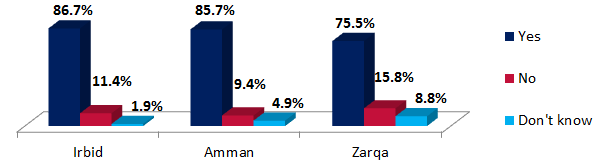 86.7%
11.4%
1.9%
85.7%
9.4%
4.9%
75.5%
15.8%
8.8%
Irbid
Amman
Zarqa
Yes
No
Don't know